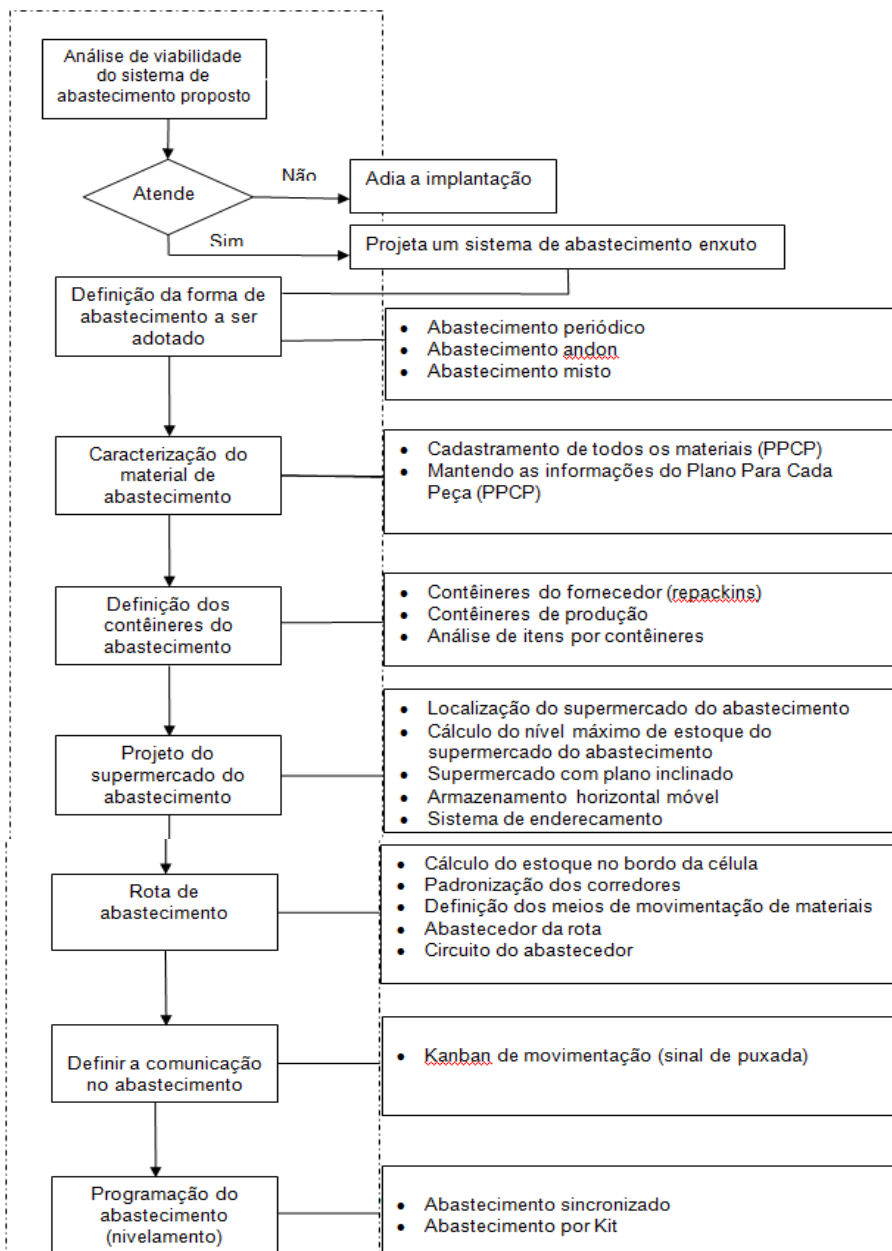 Análise de viabilidade
do sistema de
abastecimento proposto
Atende
Não
Adia a implantação
Sim
Projeta um sistema de abastecimento enxuto
Definição da forma de
abastecimento a ser
adotado
• Abastecimento periódico
• Abastecimento andon
• Abastecimento misto
Caracterização do
material de
abastecimento
• Cadastramento de todos os materiais (PPCP)
• Mantendo as informações do Plano Para Cada
Peça (PPCP)
Definição dos
contêineres do
abastecimento
• Contêineres do fornecedor (repackins)
• Contêineres de produção
• Análise de itens por contêineres
Projeto do
supermercado do
abastecimento
• Localização do supermercado do abastecimento
• Cálculo do nível máximo de estoque do
supermercado do abastecimento
• Supermercado com plano inclinado
• Armazenamento horizontal móvel
• Sistema de enderecamento
Rota de
abastecimento
• Cálculo do estoque no bordo da célula
• Padronização dos corredores
• Definição dos meios de movimentação de materiais
• Abastecedor da rota
• Circuito do abastecedor
Definir a comunicação
no abastecimento
• Kanban de movimentação (sinal de puxada)
Programação do
abastecimento
(nivelamento)
• Abastecimento sincronizado
• Abastecimento por Kit